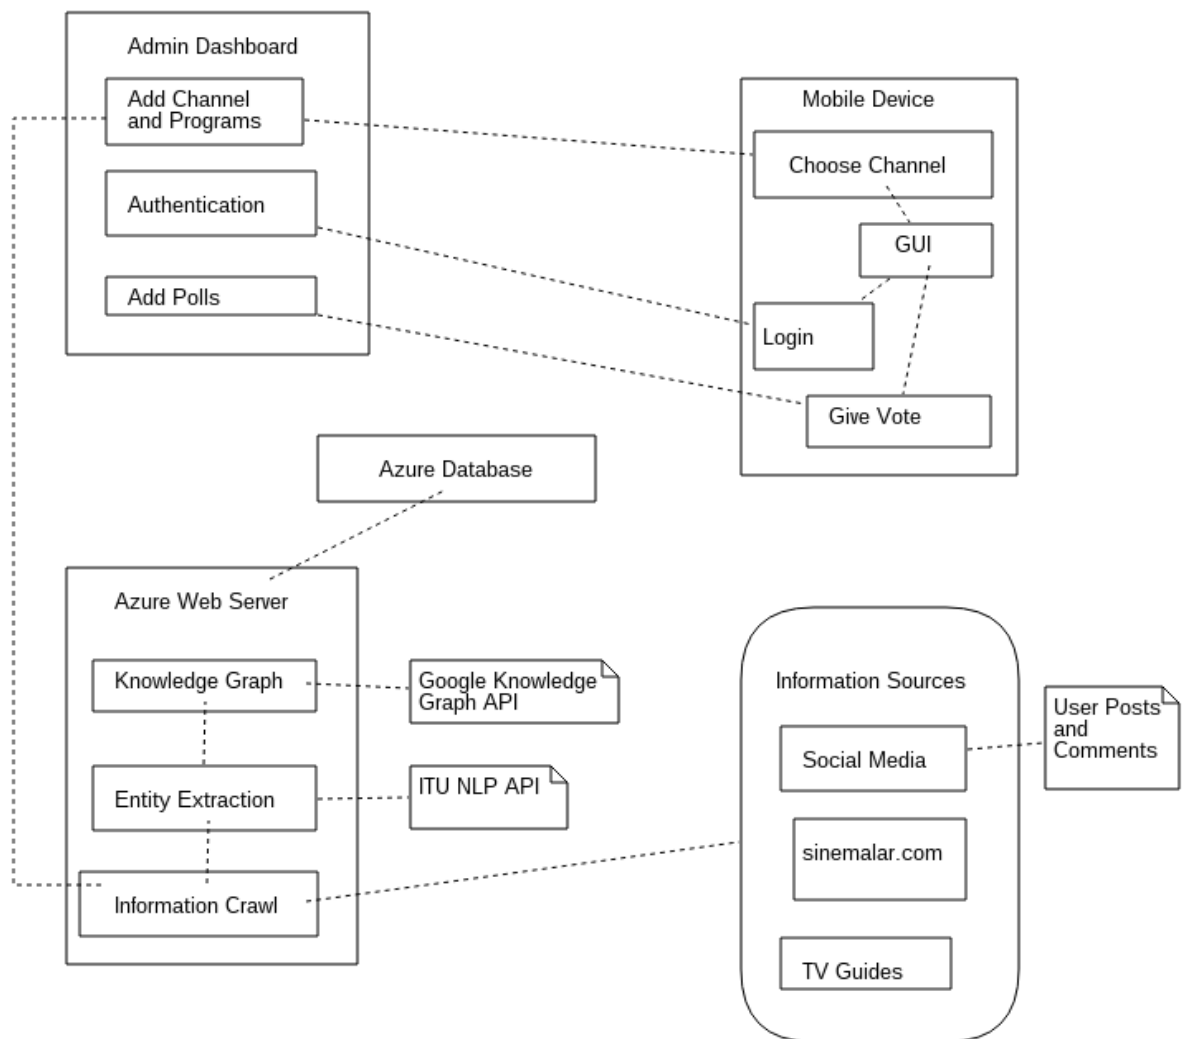 Admin Dashboard
Add Channel
and Programs
Authentication
Add Polls
Mobile Device
Choose Channel
GUI
Login
Give Vote
Azure Database
Azure Web Server
Knowledge Graph
Google Knowledge
Graph API
Entity Extraction
ITU NLP API
Information Crawl
Information Sources
Social Media
User Posts
and
Comments
sinemalar.com
TV Guides